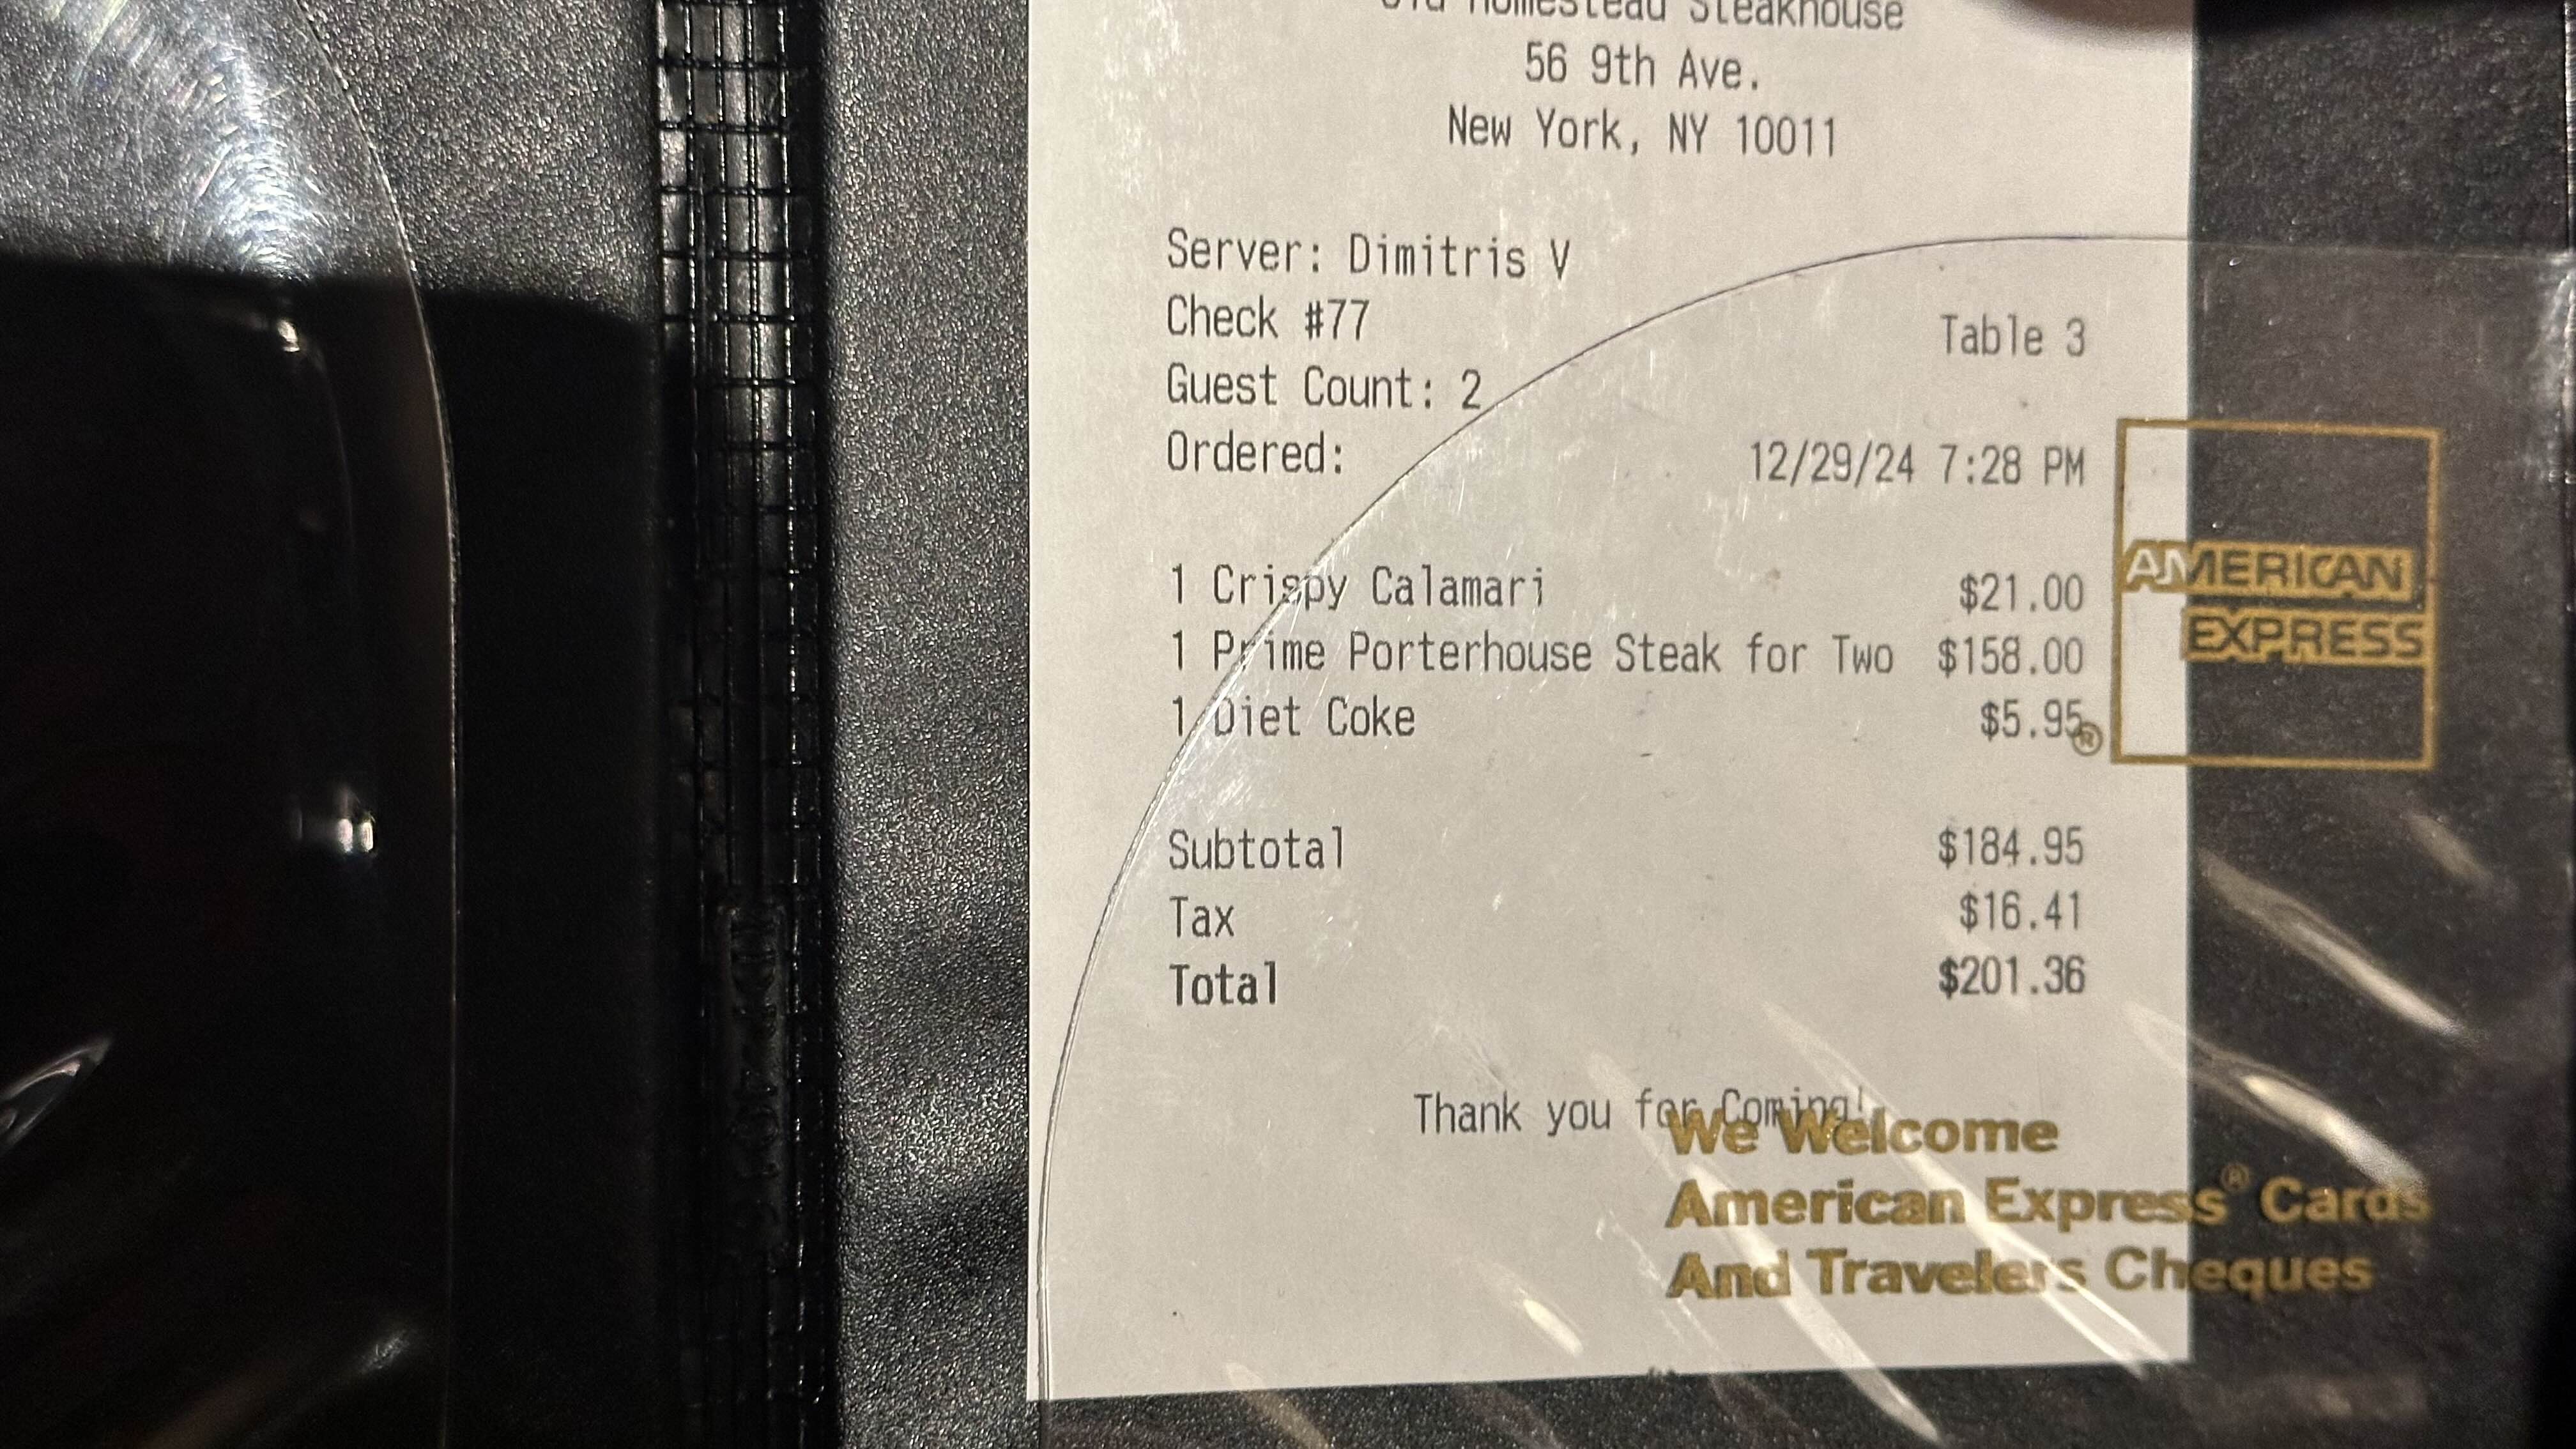 Old Homestead Steakhouse
56 9th Ave.
New York, NY 10011
Server: Dimitris V
Check #77
Table 3
Guest Count: 2
Ordered: 12/29/24 7:28 PM
1 Crispy Calamari $21.00
1 Prime Porterhouse Steak for Two $158.00
1 Diet Coke $5.95
AMERICAN
EXPRESS
®
Subtotal $184.95
Tax $16.41
Total $201.36
Thank you for Coming!
We Welcome
American Express® Cards
And Travelers Cheques